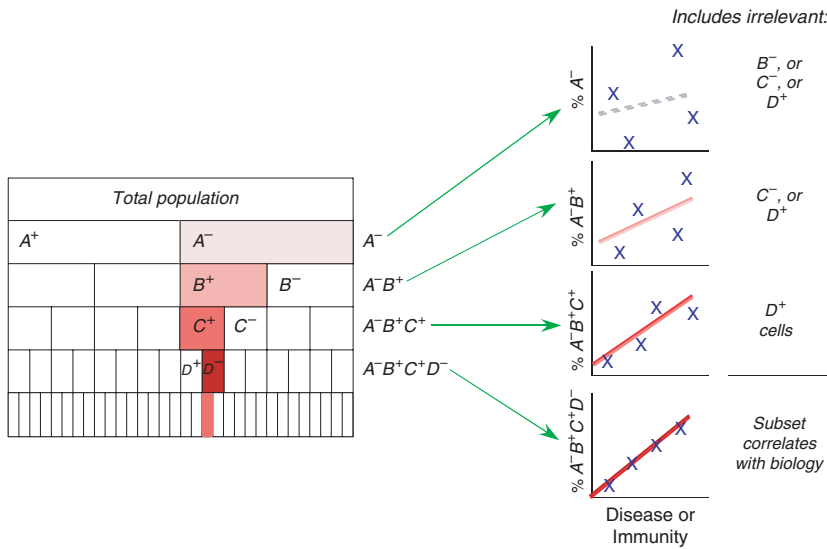 Includes irrelevant:
% A⁻
B⁻, or
C⁻, or
D⁺
Total population
A⁺ A⁻ A⁻
B⁺ B⁻ A⁻B⁺
C⁺ C⁻ A⁻B⁺C⁺
D⁺ D⁻ A⁻B⁺C⁺D⁻
% A⁻B⁺
C⁻, or
D⁺
% A⁻B⁺C⁺
D⁺
cells
% A⁻B⁺C⁺D⁻
Subset
correlates
with biology
Disease or
Immunity